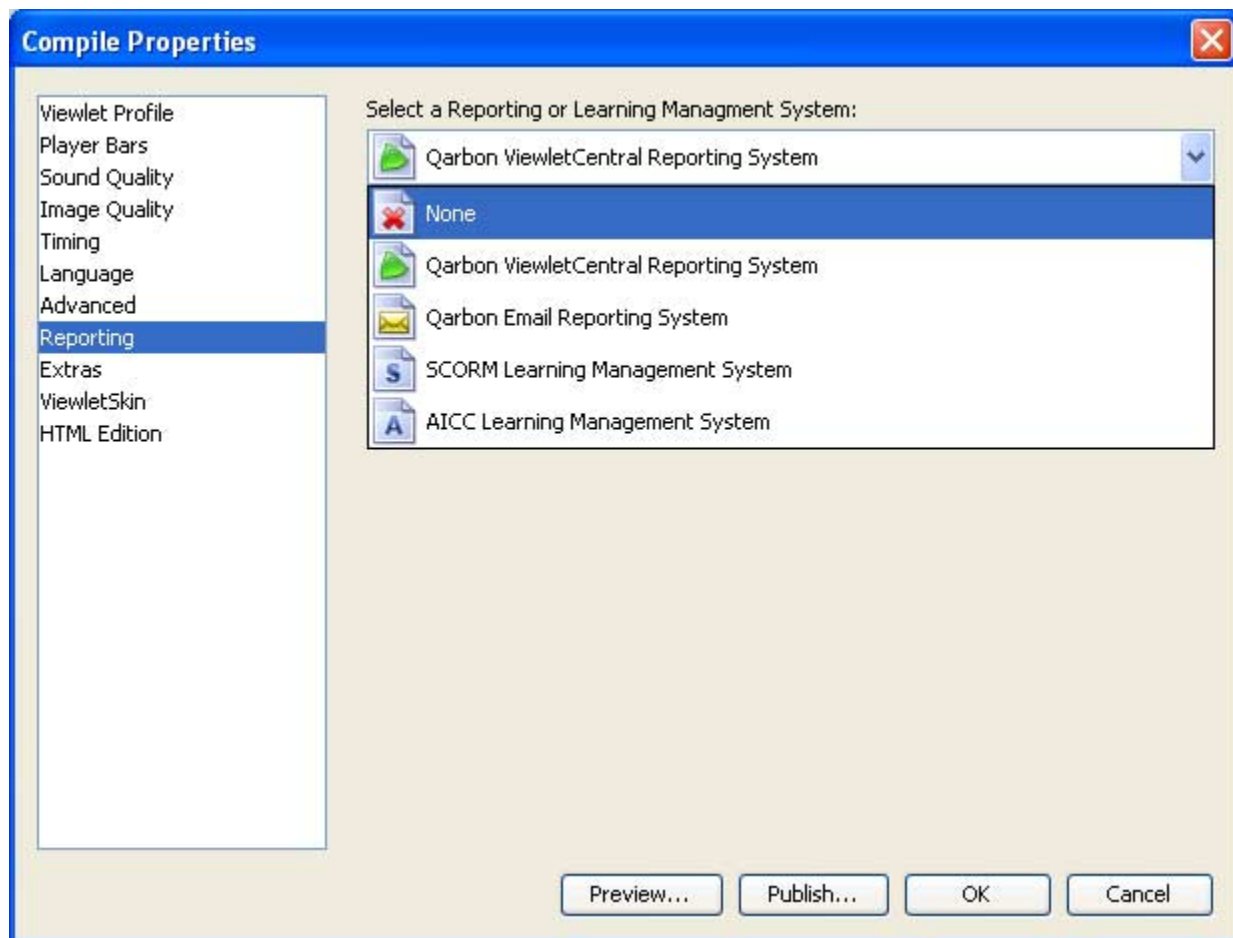 Compile Properties
Viewlet Profile
Player Bars
Sound Quality
Image Quality
Timing
Language
Advanced
Reporting
Extras
ViewletSkin
HTML Edition
Select a Reporting or Learning Managment System:
Qarbon ViewletCentral Reporting System
None
Qarbon ViewletCentral Reporting System
Qarbon Email Reporting System
S SCORM Learning Management System
A AICC Learning Management System
Preview... Publish... OK Cancel